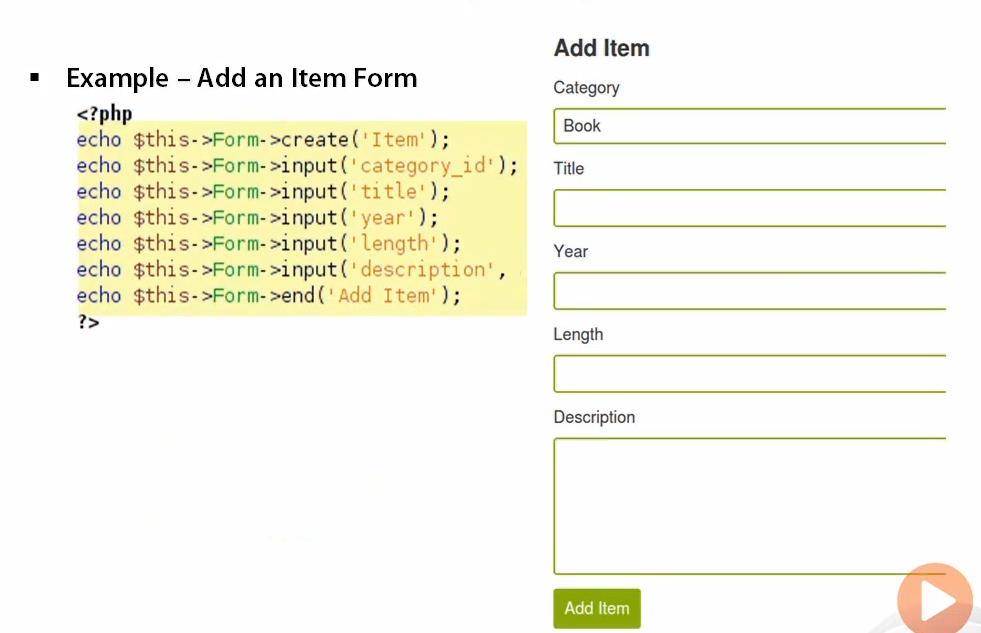 ▪ Example – Add an Item Form
<?php
echo $this->Form->create('Item');
echo $this->Form->input('category_id');
echo $this->Form->input('title');
echo $this->Form->input('year');
echo $this->Form->input('length');
echo $this->Form->input('description',
echo $this->Form->end('Add Item');
?>
Add Item
Category
Book
Title
Year
Length
Description
Add Item